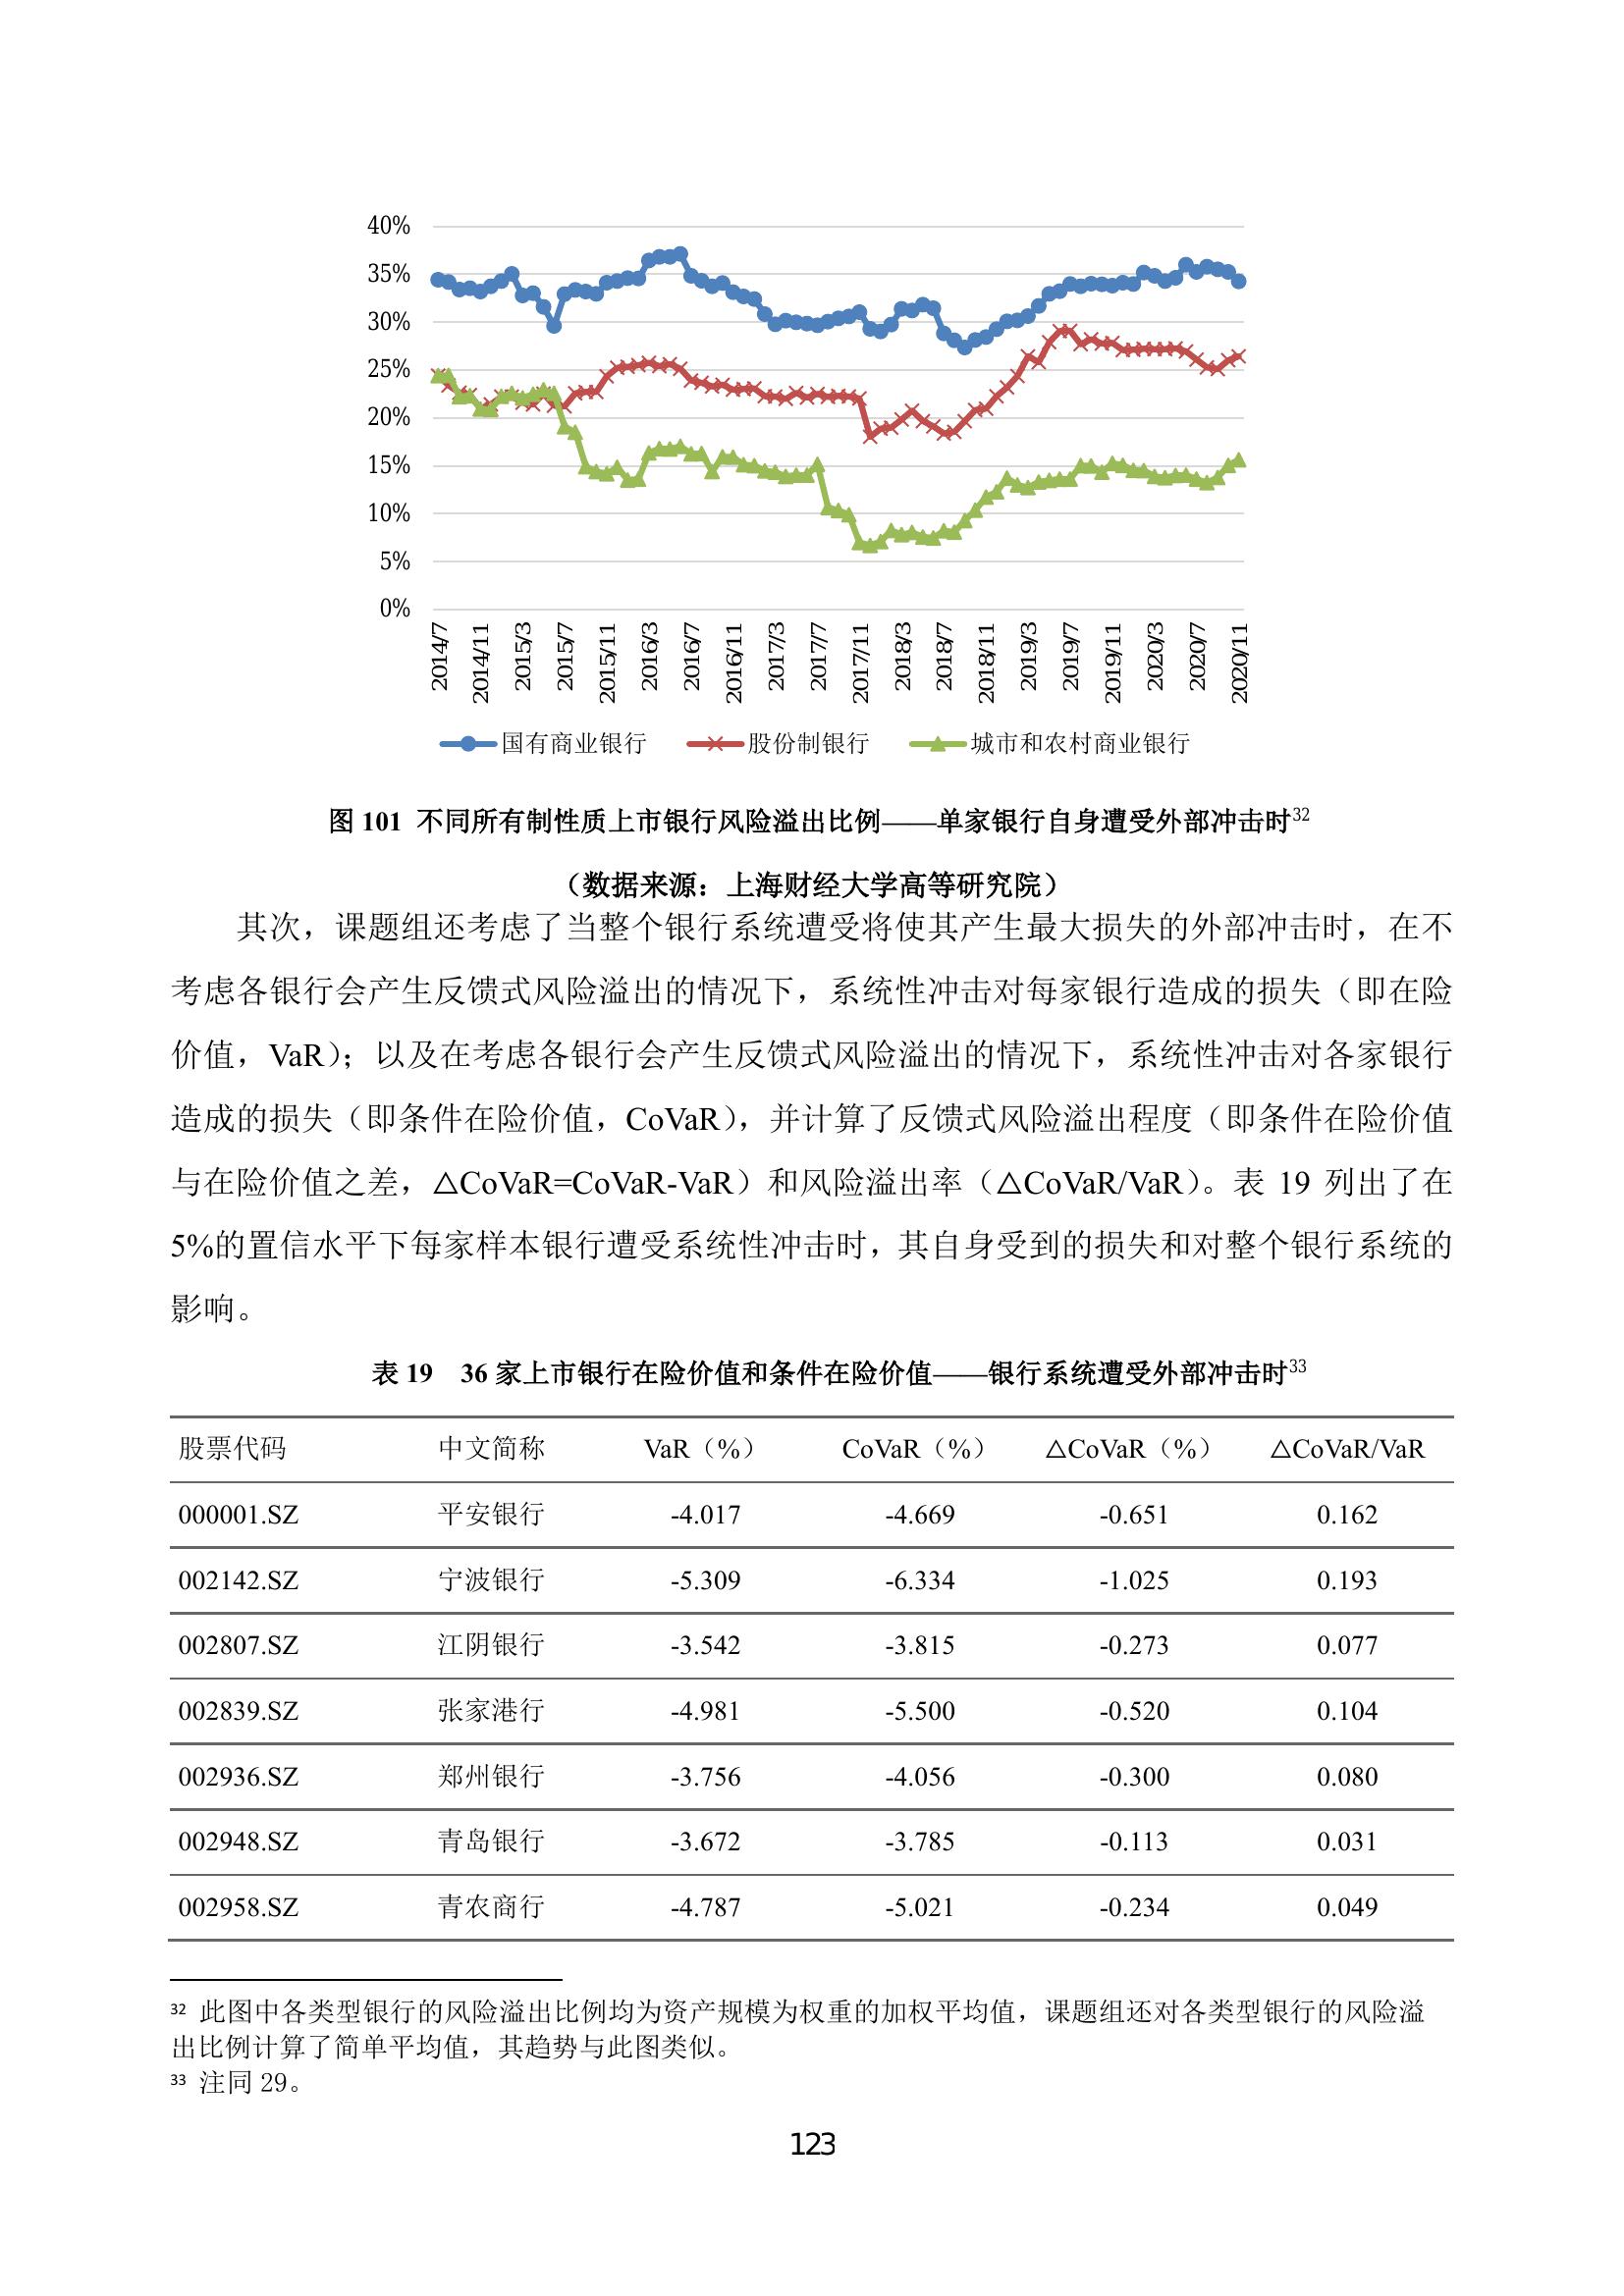 40%
35%
30%
25%
20%
15%
10%
5%
0%
2014/7
2014/11
2015/3
2015/7
2015/11
2016/3
2016/7
2016/11
2017/3
2017/7
2017/11
2018/3
2018/7
2018/11
2019/3
2019/7
2019/11
2020/3
2020/7
2020/11
国有商业银行 股份制银行 城市和农村商业银行
图 101 不同所有制性质上市银行风险溢出比例——单家银行自身遭受外部冲击时32
（数据来源：上海财经大学高等研究院）
其次，课题组还考虑了当整个银行系统遭受将使其产生最大损失的外部冲击时，在不
考虑各银行会产生反馈式风险溢出的情况下，系统性冲击对每家银行造成的损失（即在险
价值，VaR）；以及在考虑各银行会产生反馈式风险溢出的情况下，系统性冲击对各家银行
造成的损失（即条件在险价值，CoVaR），并计算了反馈式风险溢出程度（即条件在险价值
与在险价值之差，△CoVaR=CoVaR-VaR）和风险溢出率（△CoVaR/VaR）。表 19 列出了在
5%的置信水平下每家样本银行遭受系统性冲击时，其自身受到的损失和对整个银行系统的
影响。
表 19 36 家上市银行在险价值和条件在险价值——银行系统遭受外部冲击时33
股票代码 中文简称 VaR（%） CoVaR（%） △CoVaR（%） △CoVaR/VaR
000001.SZ 平安银行 -4.017 -4.669 -0.651 0.162
002142.SZ 宁波银行 -5.309 -6.334 -1.025 0.193
002807.SZ 江阴银行 -3.542 -3.815 -0.273 0.077
002839.SZ 张家港行 -4.981 -5.500 -0.520 0.104
002936.SZ 郑州银行 -3.756 -4.056 -0.300 0.080
002948.SZ 青岛银行 -3.672 -3.785 -0.113 0.031
002958.SZ 青农商行 -4.787 -5.021 -0.234 0.049
32 此图中各类型银行的风险溢出比例均为资产规模为权重的加权平均值，课题组还对各类型银行的风险溢
出比例计算了简单平均值，其趋势与此图类似。
33 注同 29。
123